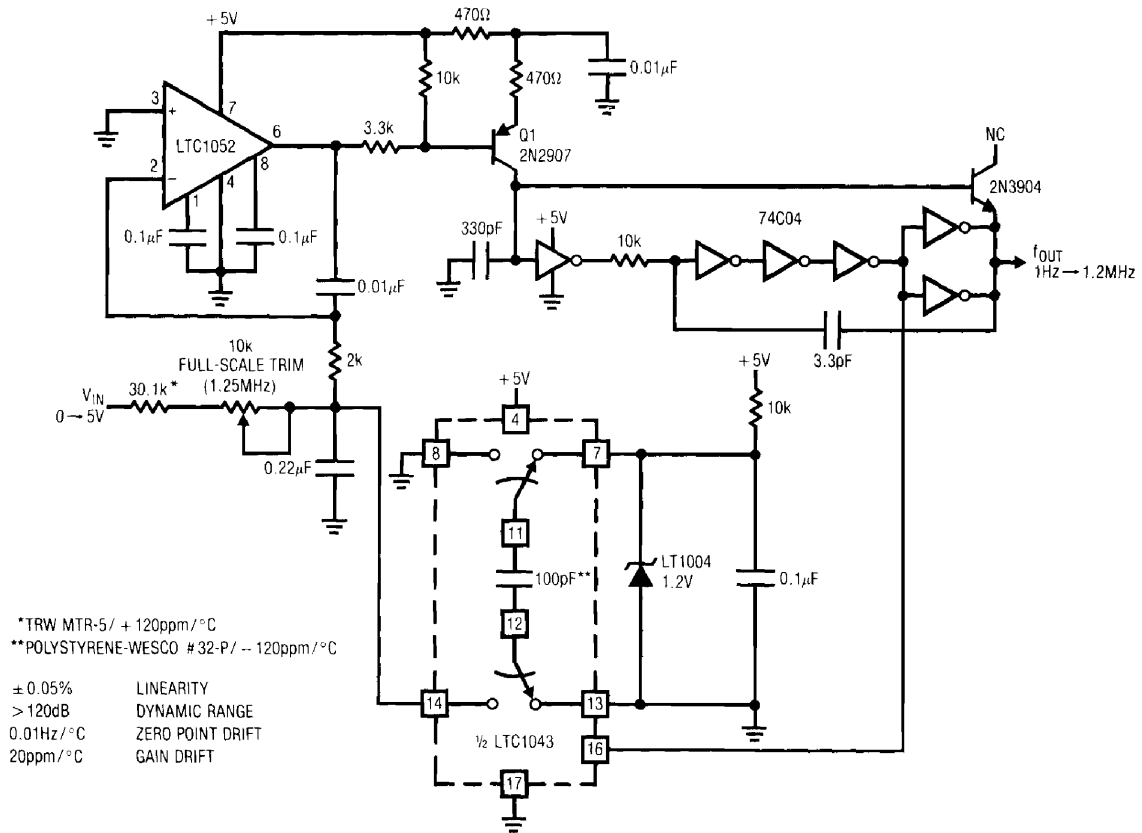 +5V
470Ω
10k
470Ω
0.01µF
3
+
7
LTC1052
6
3.3k
Q1
2N2907
NC
2
−
8
4
1
2N3904
0.1µF
0.1µF
330pF
+5V
10k
74C04
fOUT
1Hz → 1.2MHz
0.01µF
3.3pF
2k
10k
FULL-SCALE TRIM
(1.25MHz)
VIN
0 → 5V
30.1k*
+5V
+5V
10k
4
8
7
0.22µF
11
100pF**
LT1004
1.2V
0.1µF
12
14
13
½ LTC1043
16
17
*TRW MTR-5/ + 120ppm/°C
**POLYSTYRENE-WESCO #32-P/ – 120ppm/°C
±0.05% LINEARITY
>120dB DYNAMIC RANGE
0.01Hz/°C ZERO POINT DRIFT
20ppm/°C GAIN DRIFT